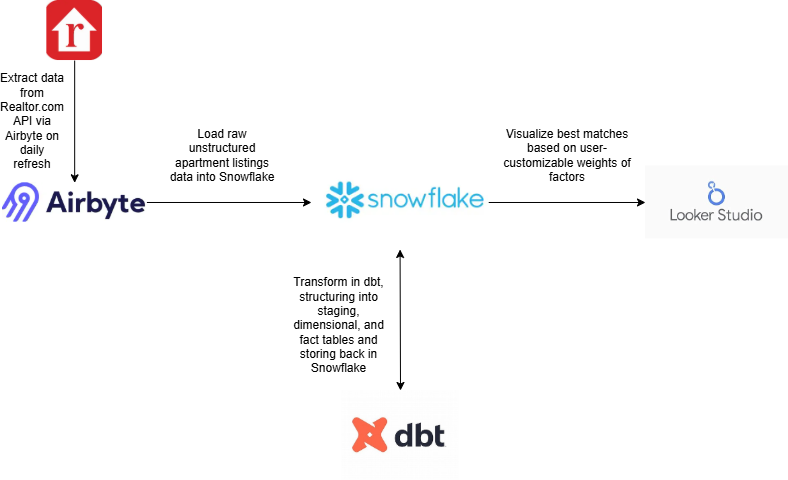 r
Extract data
from
Realtor.com
API via
Airbyte on
daily
refresh
Load raw
unstructured
apartment listings
data into Snowflake
Visualize best matches
based on user-
customizable weights of
factors
Airbyte
snowflake
Looker Studio
Transform in dbt,
structuring into
staging,
dimensional, and
fact tables and
storing back in
Snowflake
dbt